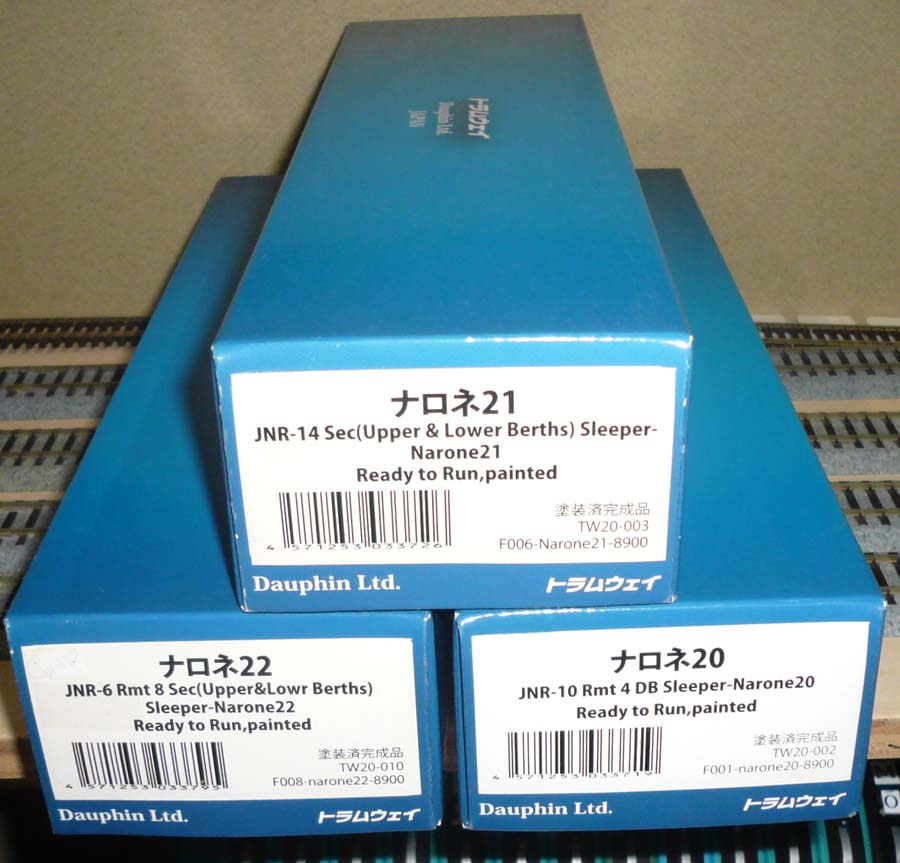 トラムウェイ
Dauphin Ltd.
JAPAN
ナロネ21
JNR-14 Sec(Upper & Lower Berths) Sleeper-
Narone21
Ready to Run,painted
塗装済完成品
TW20-003
F006-Narone21-8900
4 571253 033726
Dauphin Ltd.
トラムウェイ
ナロネ22
JNR-6 Rmt 8 Sec(Upper&Lowr Berths)
Sleeper-Narone22
Ready to Run,painted
塗装済完成品
TW20-010
F008-narone22-8900
Dauphin Ltd.
トラムウェイ
ナロネ20
JNR-10 Rmt 4 DB Sleeper-Narone20
Ready to Run,painted
塗装済完成品
TW20-002
F001-narone20-8900
4 571253 033719
Dauphin Ltd.
トラムウェイ